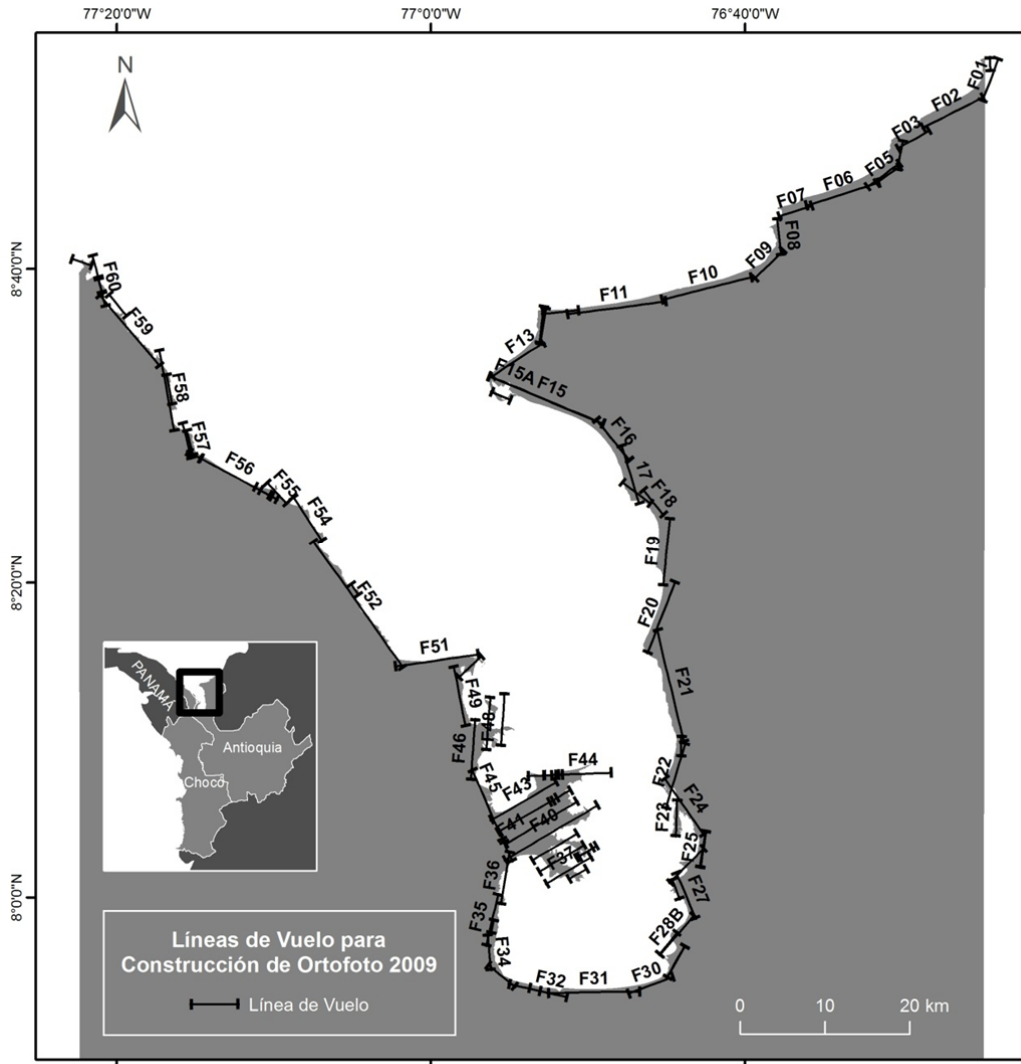 77°20'0"W
77°0'0"W
76°40'0"W
N
8°40'0"N
8°20'0"N
8°0'0"N
F01
F02
F03
F05
F06
F07
F08
F09
F10
F11
F13
F15A
F15
F16
17
F18
F19
F20
F21
F22
F23
F24
F25
F27
F28B
F30
F31
F32
F34
F35
F36
F37
F40
F41
F43
F44
F45
F46
F48
F49
F51
F52
F54
F55
F56
F57
F58
F59
F60
PANAMÁ
Antioquia
Chocó
Líneas de Vuelo para
Construcción de Ortofoto 2009
Línea de Vuelo
0 10 20 km